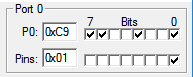 Port 0
7 Bits 0
P0: 0xC9
Pins: 0x01